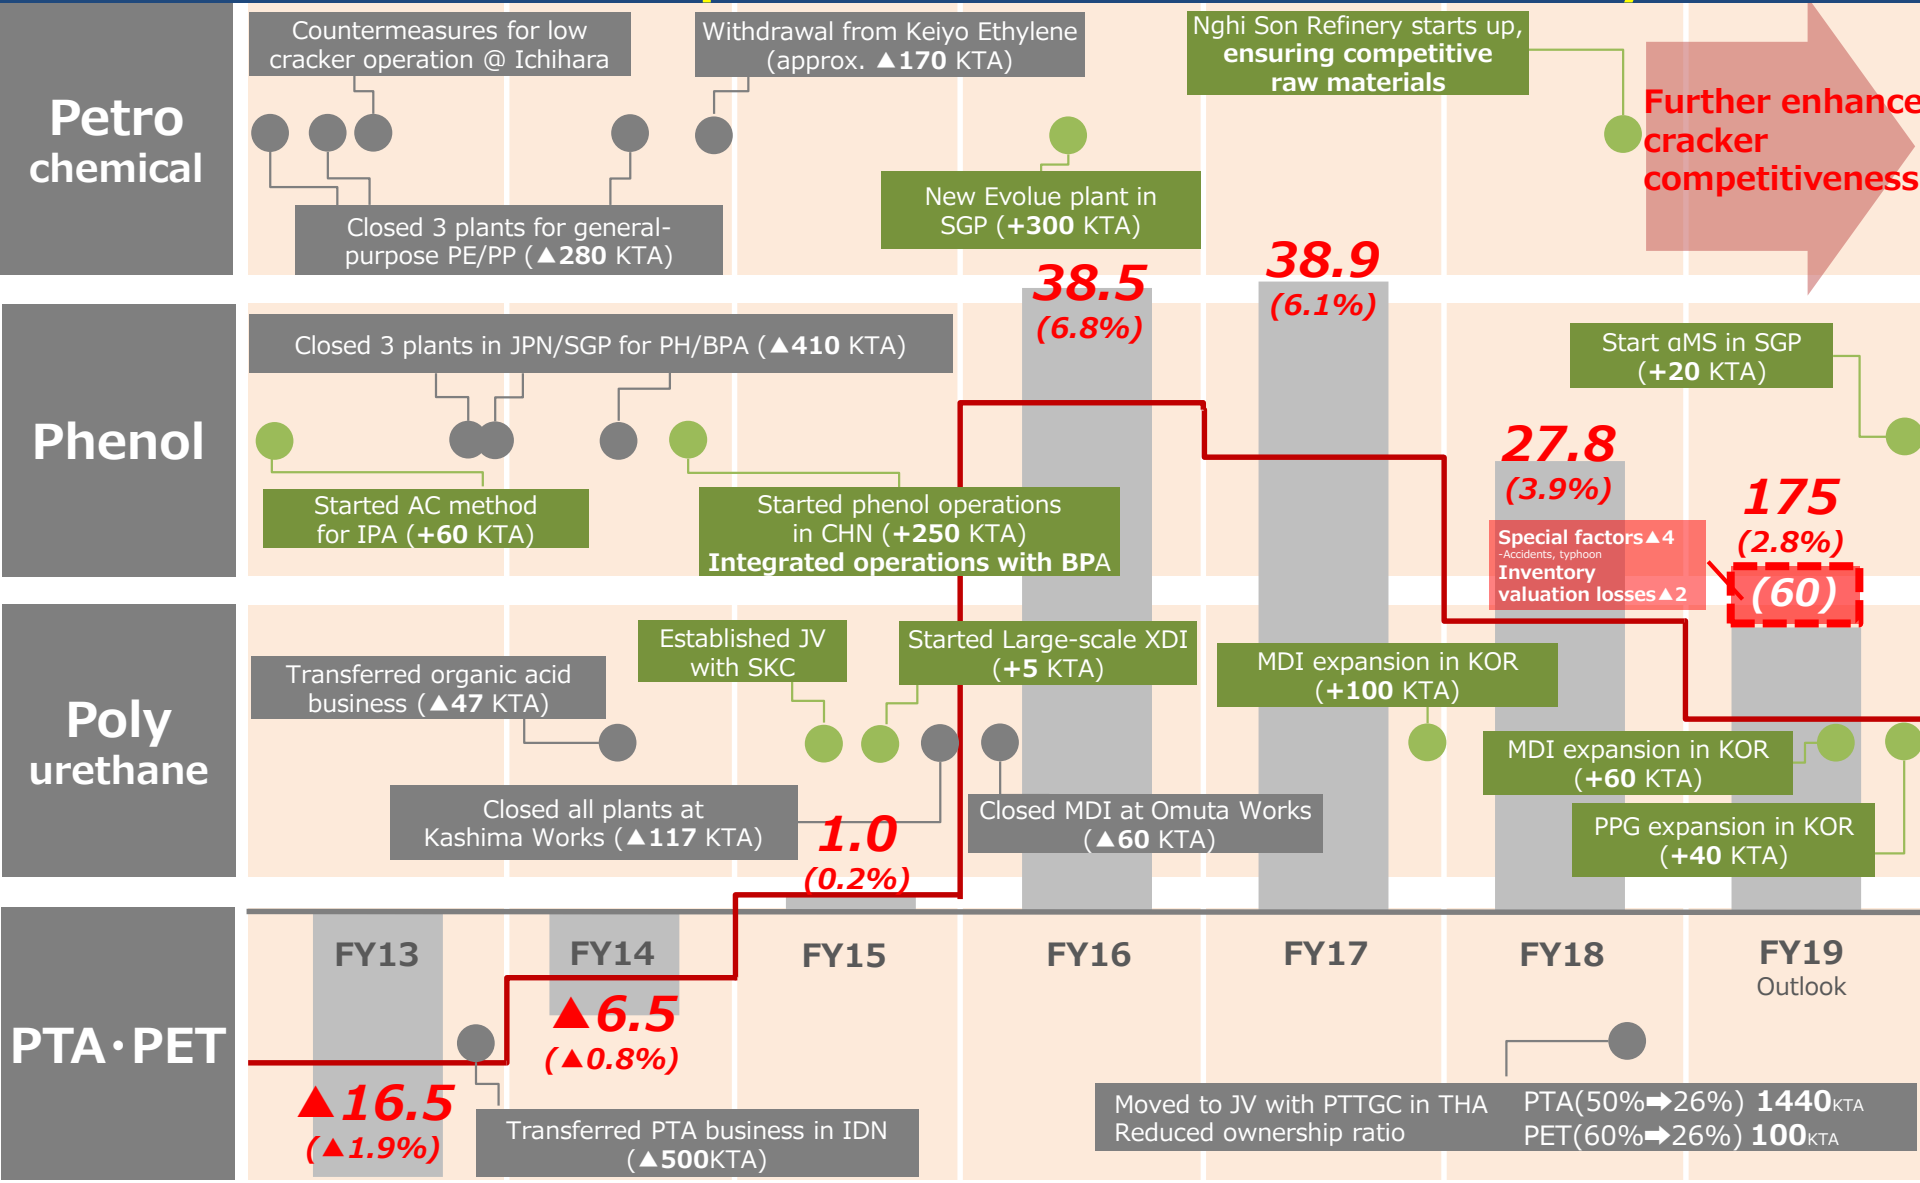 Petro
chemical
Countermeasures for low
cracker operation @ Ichihara
Withdrawal from Keiyo Ethylene
(approx. ▲170 KTA)
Nghi Son Refinery starts up,
ensuring competitive
raw materials
Further enhance
cracker
competitiveness
Closed 3 plants for general-
purpose PE/PP (▲280 KTA)
New Evolue plant in
SGP (+300 KTA)
38.5
(6.8%)
38.9
(6.1%)
Phenol
Closed 3 plants in JPN/SGP for PH/BPA (▲410 KTA)
Start αMS in SGP
(+20 KTA)
Started AC method
for IPA (+60 KTA)
Started phenol operations
in CHN (+250 KTA)
Integrated operations with BPA
27.8
(3.9%)
Special factors▲4
-Accidents, typhoon
Inventory
valuation losses▲2
175
(2.8%)
(60)
Poly
urethane
Transferred organic acid
business (▲47 KTA)
Established JV
with SKC
Started Large-scale XDI
(+5 KTA)
MDI expansion in KOR
(+100 KTA)
MDI expansion in KOR
(+60 KTA)
Closed all plants at
Kashima Works (▲117 KTA)
1.0
(0.2%)
Closed MDI at Omuta Works
(▲60 KTA)
PPG expansion in KOR
(+40 KTA)
PTA・PET
FY13
FY14
FY15
FY16
FY17
FY18
FY19
Outlook
▲16.5
(▲1.9%)
▲6.5
(▲0.8%)
Transferred PTA business in IDN
(▲500KTA)
Moved to JV with PTTGC in THA
Reduced ownership ratio
PTA(50%➡26%) 1440KTA
PET(60%➡26%) 100KTA